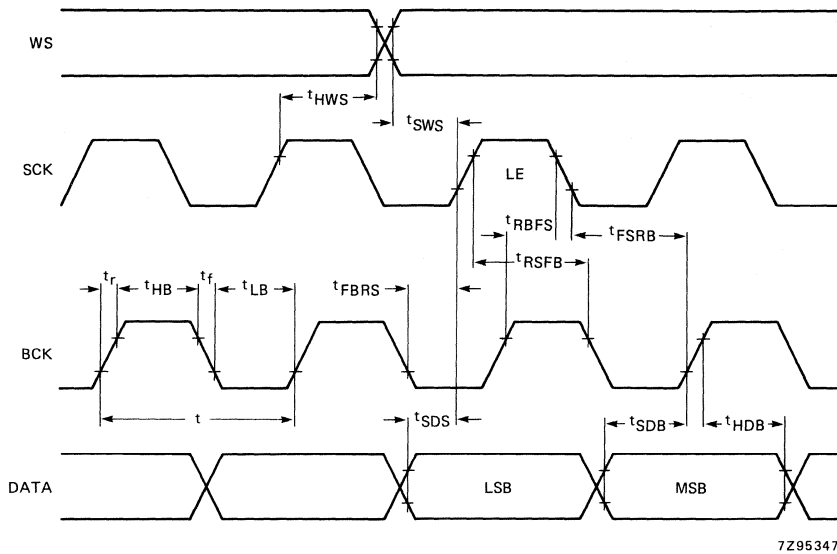 WS
tHWS
tSWS
SCK
LE
tRBFS
tFSRB
tRSFB
tr
tHB
tf
tLB
tFBRS
BCK
t
tSDS
tSDB
tHDB
DATA
LSB
MSB
7Z95347